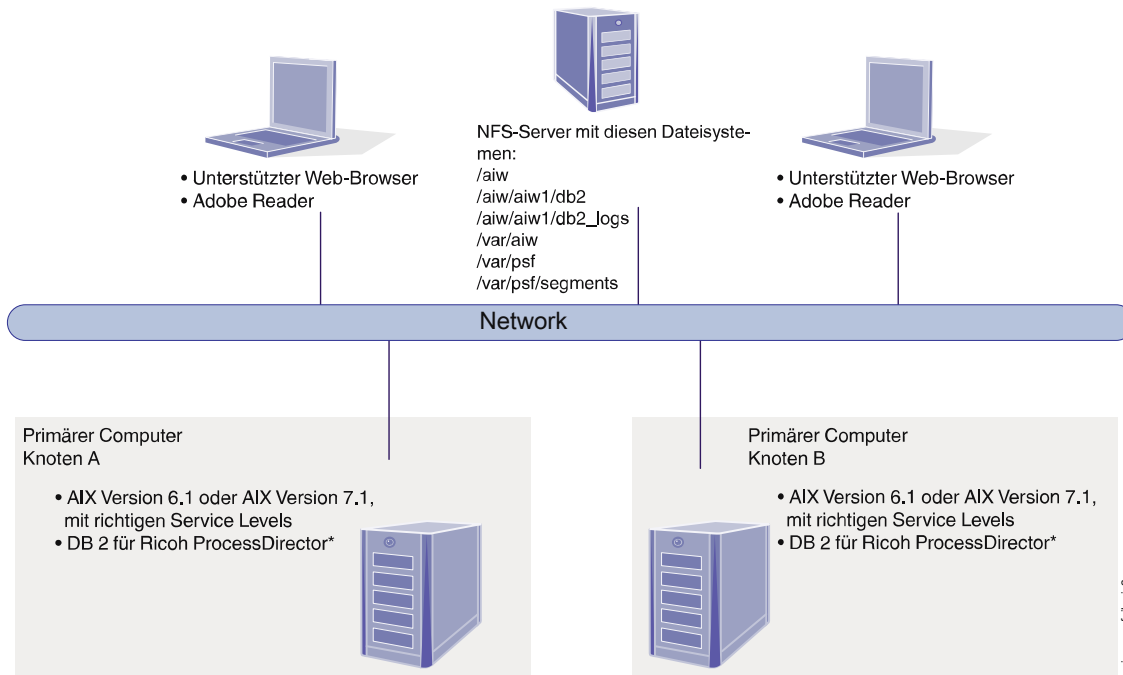 NFS-Server mit diesen Dateisyste-
men:
/aiw
/aiw/aiw1/db2
/aiw/aiw1/db2_logs
/var/aiw
/var/psf
/var/psf/segments
• Unterstützter Web-Browser
• Adobe Reader
• Unterstützter Web-Browser
• Adobe Reader
Network
Primärer Computer
Knoten A
• AIX Version 6.1 oder AIX Version 7.1,
mit richtigen Service Levels
• DB 2 für Ricoh ProcessDirector*
Primärer Computer
Knoten B
• AIX Version 6.1 oder AIX Version 7.1,
mit richtigen Service Levels
• DB 2 für Ricoh ProcessDirector*